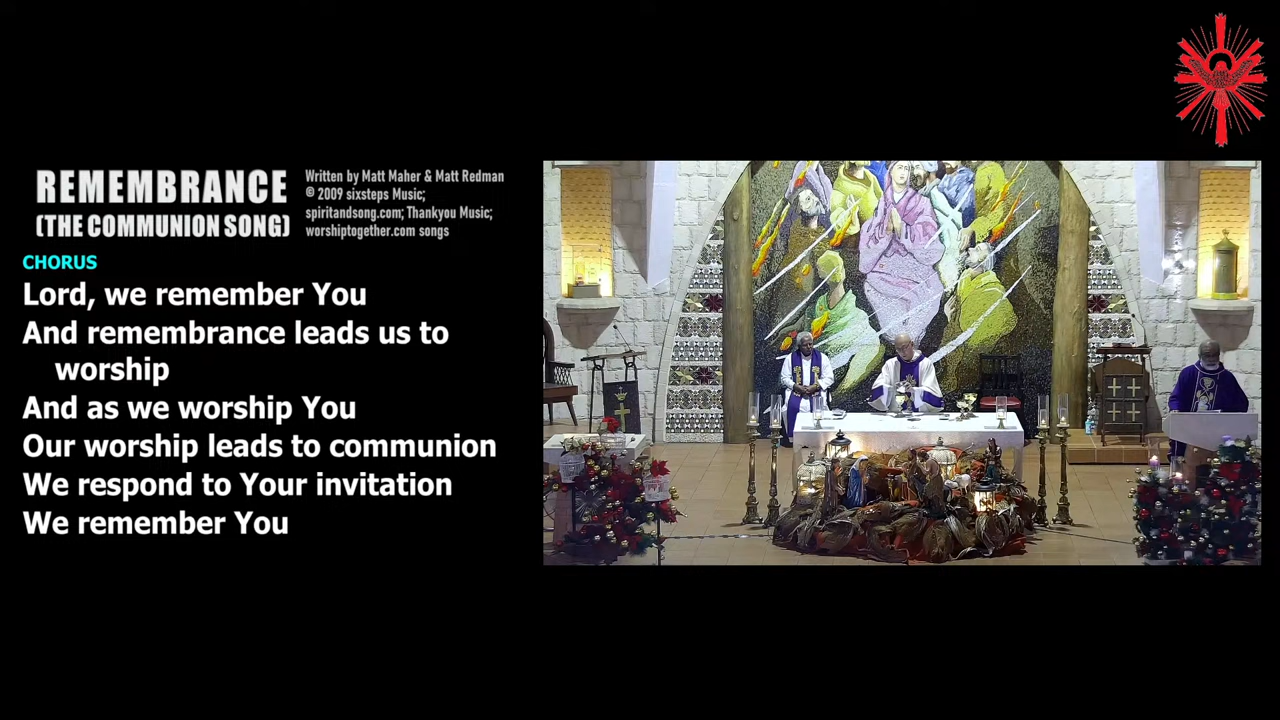 REMEMBRANCE
(THE COMMUNION SONG)
Written by Matt Maher & Matt Redman
© 2009 sixsteps Music;
spiritandsong.com; Thankyou Music;
worshiptogether.com songs
CHORUS
Lord, we remember You
And remembrance leads us to
worship
And as we worship You
Our worship leads to communion
We respond to Your invitation
We remember You